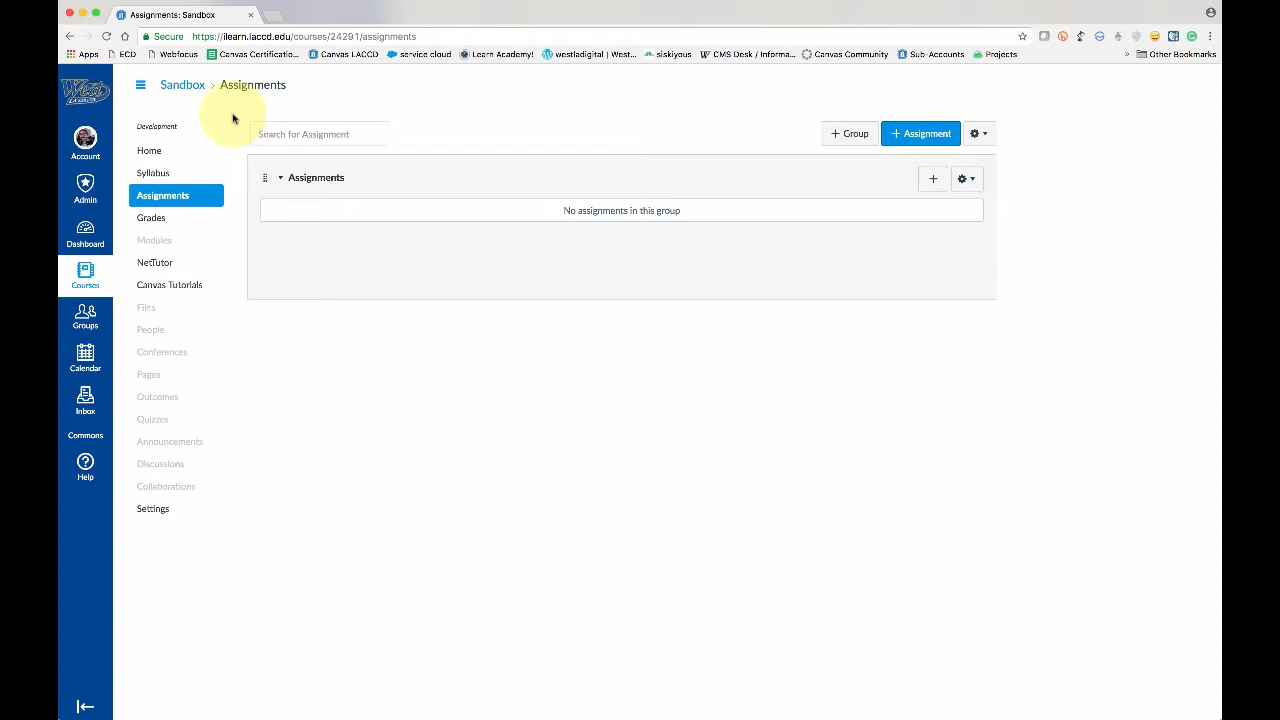 Assignments: Sandbox
Secure https://ilearn.laccd.edu/courses/24291/assignments
Apps ECD Webfocus Canvas Certificatio... Canvas LACCD service cloud Learn Academy! westladigital | West... siskiyous CMS Desk | Montag... Canvas Community Sub-Accounts Projects » Other Bookmarks
West
L.A. COLLEGE
Account
Admin
Dashboard
Courses
Groups
Calendar
Inbox
Commons
Help
Sandbox > Assignments
Development
Home
Syllabus
Assignments
Grades
Modules
NetTutor
Canvas Tutorials
Files
People
Conferences
Pages
Outcomes
Quizzes
Announcements
Discussions
Collaborations
Settings
Search for Assignment
+ Group
+ Assignment
Assignments
+
No assignments in this group